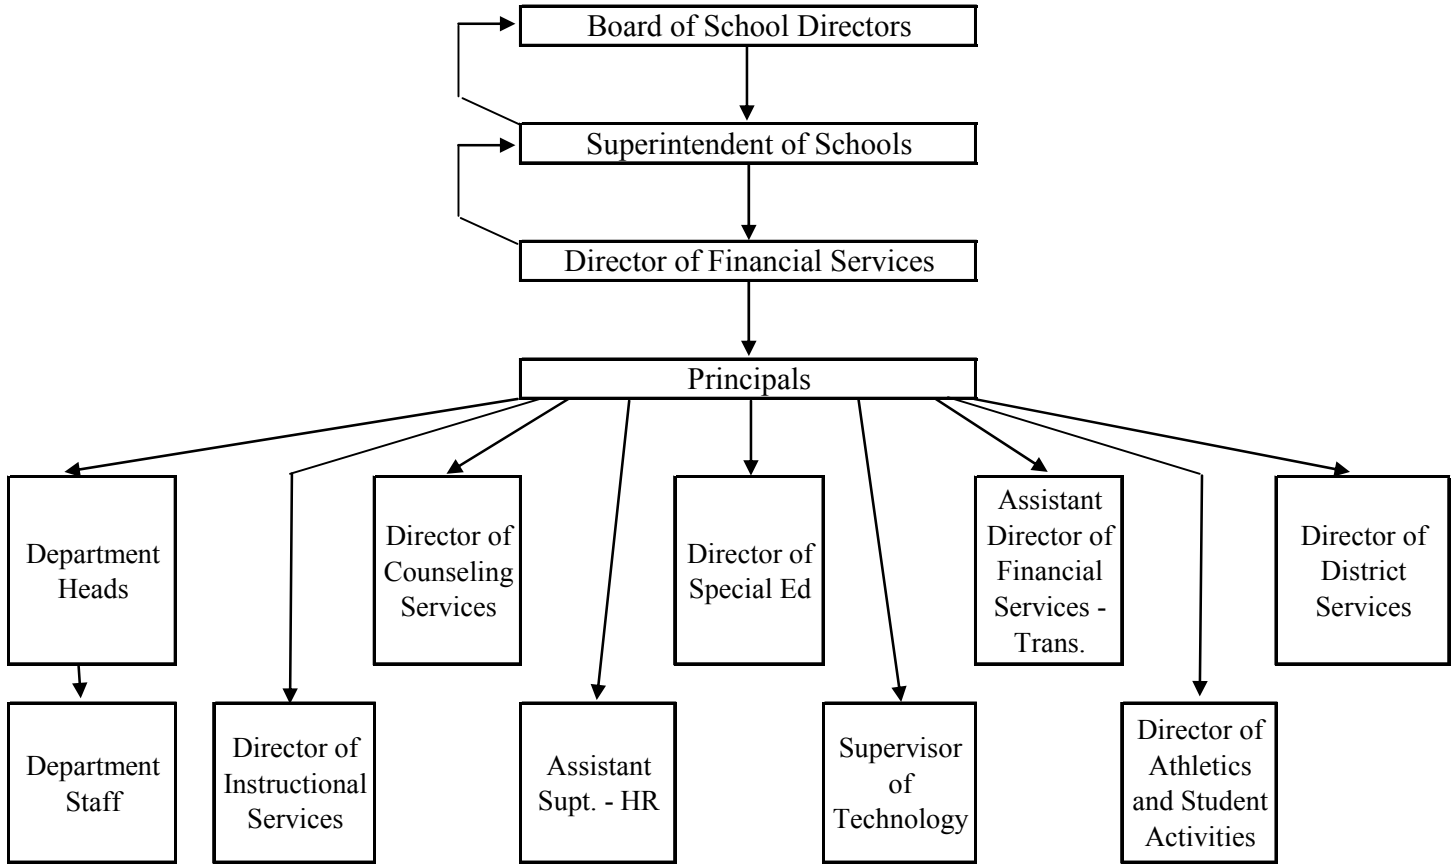 Board of School Directors
Superintendent of Schools
Director of Financial Services
Principals
Department
Heads
Director of
Counseling
Services
Director of
Special Ed
Assistant
Director of
Financial
Services -
Trans.
Director of
District
Services
Department
Staff
Director of
Instructional
Services
Assistant
Supt. - HR
Supervisor
of
Technology
Director of
Athletics
and Student
Activities